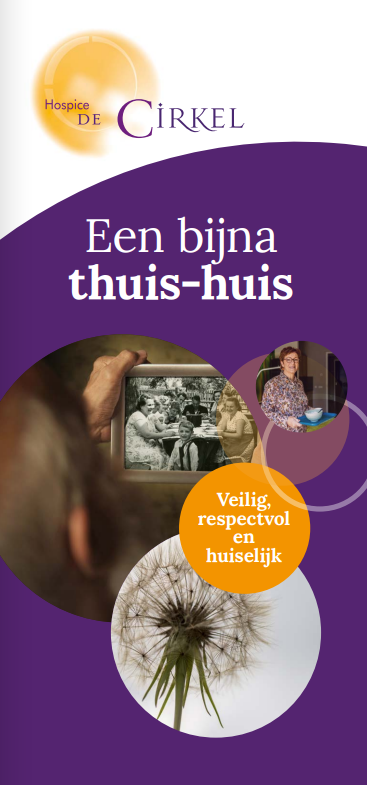 Hospice
DE CIRKEL
Een bijna
thuis-huis
Veilig,
respectvol
en
huiselijk